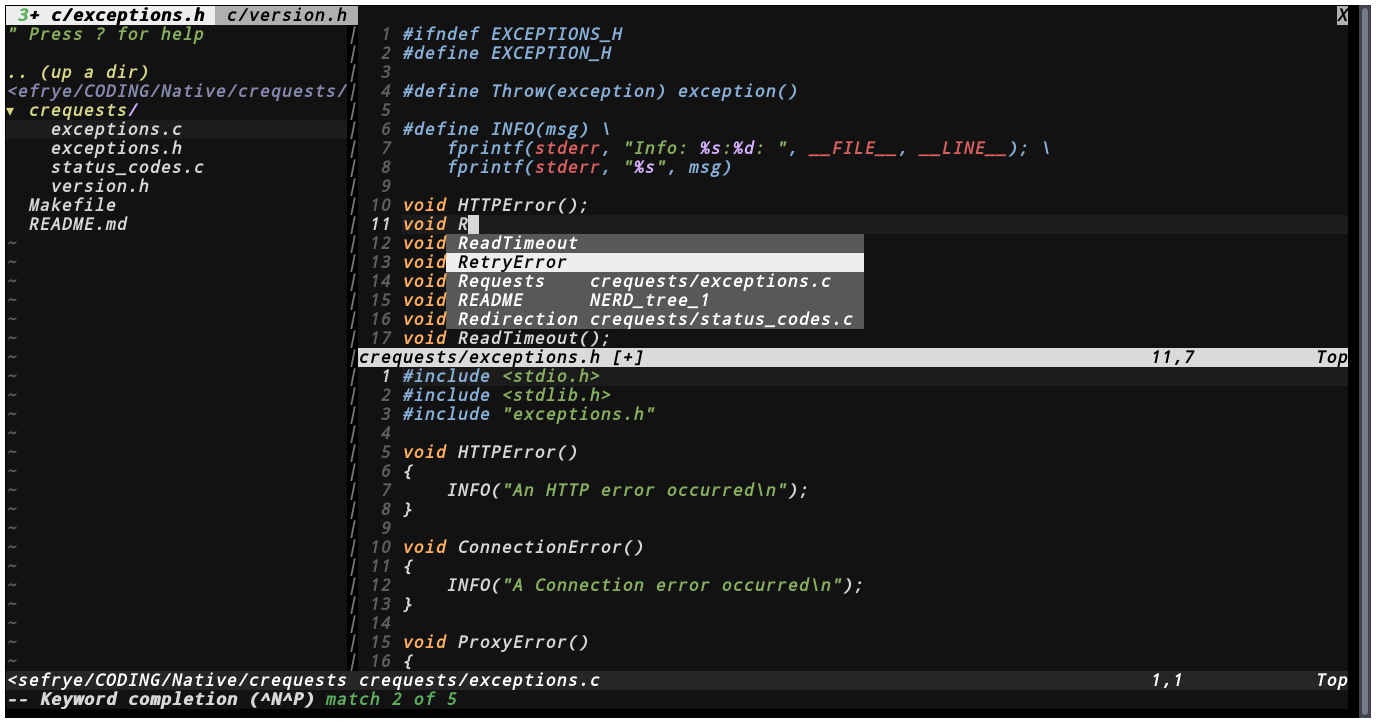 3+ c/exceptions.h  c/version.h X
" Press ? for help
.. (up a dir)
<efrye/CODING/Native/crequests/
▾ crequests/
exceptions.c
exceptions.h
status_codes.c
version.h
Makefile
README.md
1 #ifndef EXCEPTIONS_H
2 #define EXCEPTION_H
3
4 #define Throw(exception) exception()
5
6 #define INFO(msg) \
7     fprintf(stderr, "Info: %s:%d: ", __FILE__, __LINE__); \
8     fprintf(stderr, "%s", msg)
9
10 void HTTPError();
11 void R
12 void ReadTimeout
13 void RetryError
14 void Requests    crequests/exceptions.c
15 void README      NERD_tree_1
16 void Redirection crequests/status_codes.c
17 void ReadTimeout();
crequests/exceptions.h [+] 11,7 Top
1 #include <stdio.h>
2 #include <stdlib.h>
3 #include "exceptions.h"
4
5 void HTTPError()
6 {
7     INFO("An HTTP error occurred\n");
8 }
9
10 void ConnectionError()
11 {
12     INFO("A Connection error occurred\n");
13 }
14
15 void ProxyError()
16 {
<sefrye/CODING/Native/crequests crequests/exceptions.c 1,1 Top
-- Keyword completion (^N^P) match 2 of 5